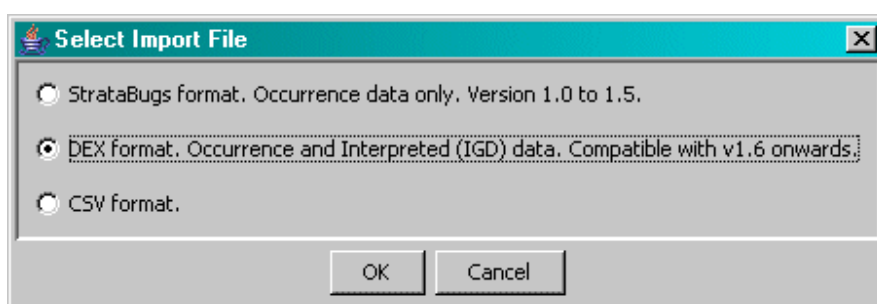 Select Import File
StrataBugs format. Occurrence data only. Version 1.0 to 1.5.
DEX format. Occurrence and Interpreted (IGD) data. Compatible with v1.6 onwards.
CSV format.
OK Cancel